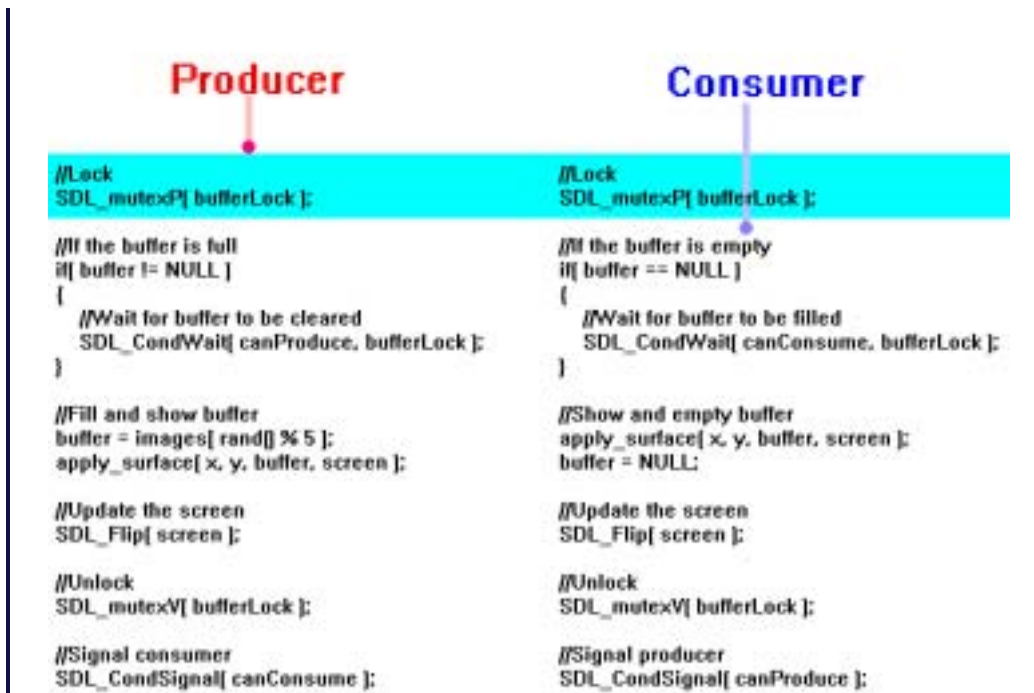 Producer
//Lock
SDL_mutexP( bufferLock );
//If the buffer is full
if( buffer != NULL )
{
//Wait for buffer to be cleared
SDL_CondWait( canProduce, bufferLock );
}
//Fill and show buffer
buffer = images[ rand() % 5 ];
apply_surface( x, y, buffer, screen );
//Update the screen
SDL_Flip( screen );
//Unlock
SDL_mutexV( bufferLock );
//Signal consumer
SDL_CondSignal( canConsume );
Consumer
//Lock
SDL_mutexP( bufferLock );
//If the buffer is empty
if( buffer == NULL )
{
//Wait for buffer to be filled
SDL_CondWait( canConsume, bufferLock );
}
//Show and empty buffer
apply_surface( x, y, buffer, screen );
buffer = NULL;
//Update the screen
SDL_Flip( screen );
//Unlock
SDL_mutexV( bufferLock );
//Signal producer
SDL_CondSignal( canProduce );